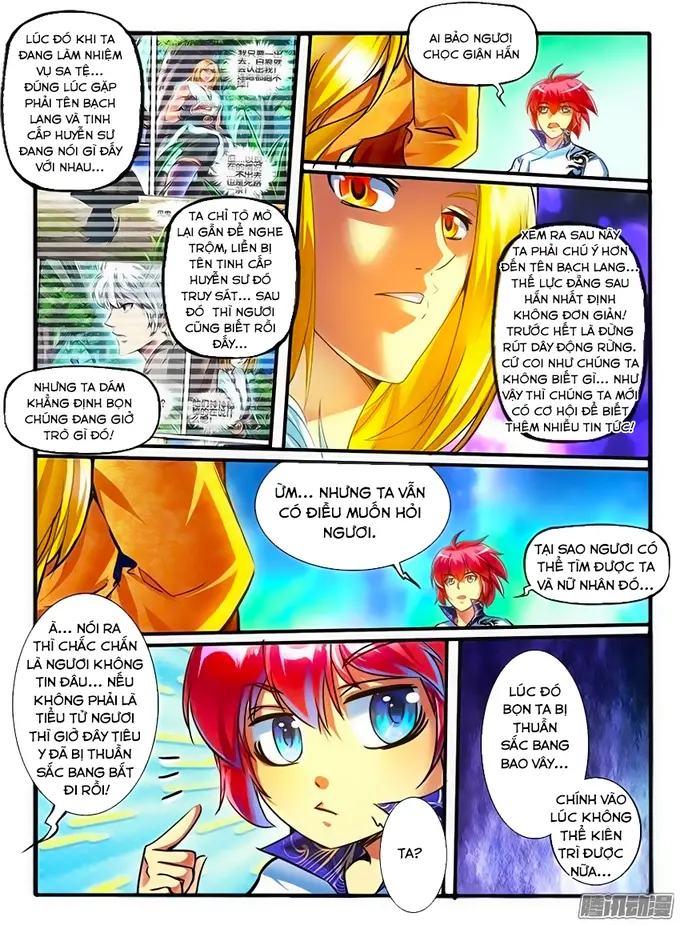 LÚC ĐÓ KHI TA
ĐANG LÀM NHIỆM
VỤ SA TỆ...
ĐÚNG LÚC GẶP
PHẢI TÊN BẠCH
LANG VÀ TINH
CẤP HUYỄN SƯ
ĐANG NÓI GÌ ĐẤY
VỚI NHAU...
AI BẢO NGƯƠI
CHỌC GIẬN HẮN
TA CHỈ TÒ MÒ
LẠI GẦN ĐỂ NGHE
TRỘM, LIỀN BỊ
TÊN TINH CẤP
HUYỄN SƯ ĐÓ
TRUY SÁT... SAU
ĐÓ THÌ NGƯƠI
CŨNG BIẾT RỒI
ĐẤY...
XEM RA SAU NÀY
TA PHẢI CHÚ Ý HƠN
ĐẾN TÊN BẠCH LANG...
THẾ LỰC ĐẰNG SAU
HẮN NHẤT ĐỊNH
KHÔNG ĐƠN GIẢN!
TRƯỚC HẾT LÀ ĐỪNG
RÚT DÂY ĐỘNG RỪNG.
CỨ COI NHƯ CHÚNG TA
KHÔNG BIẾT GÌ... NHƯ
VẬY THÌ CHÚNG TA MỚI
CÓ CƠ HỘI ĐỂ BIẾT
THÊM NHIỀU TIN TỨC!
NHƯNG TA DÁM
KHẲNG ĐỊNH BỌN
CHÚNG ĐANG GIỞ
TRÒ GÌ ĐÓ!
ỪM... NHƯNG TA VẪN
CÓ ĐIỀU MUỐN HỎI
NGƯƠI.
TẠI SAO NGƯƠI CÓ
THỂ TÌM ĐƯỢC TA
VÀ NỮ NHÂN ĐÓ...
À... NÓI RA
THÌ CHẮC CHẮN
LÀ NGƯƠI KHÔNG
TIN ĐÂU... NẾU
KHÔNG PHẢI LÀ
TIỂU TỬ NGƯƠI
THÌ GIỜ ĐÂY TIÊU
Y ĐÃ BỊ THUẦN
SẮC BANG BẮT
ĐI RỒI!
TA?
LÚC ĐÓ
BỌN TA BỊ
THUẦN
SẮC BANG
BAO VÂY...
CHÍNH VÀO
LÚC KHÔNG
THỂ KIÊN
TRÌ ĐƯỢC
NỮA...
腾讯动漫